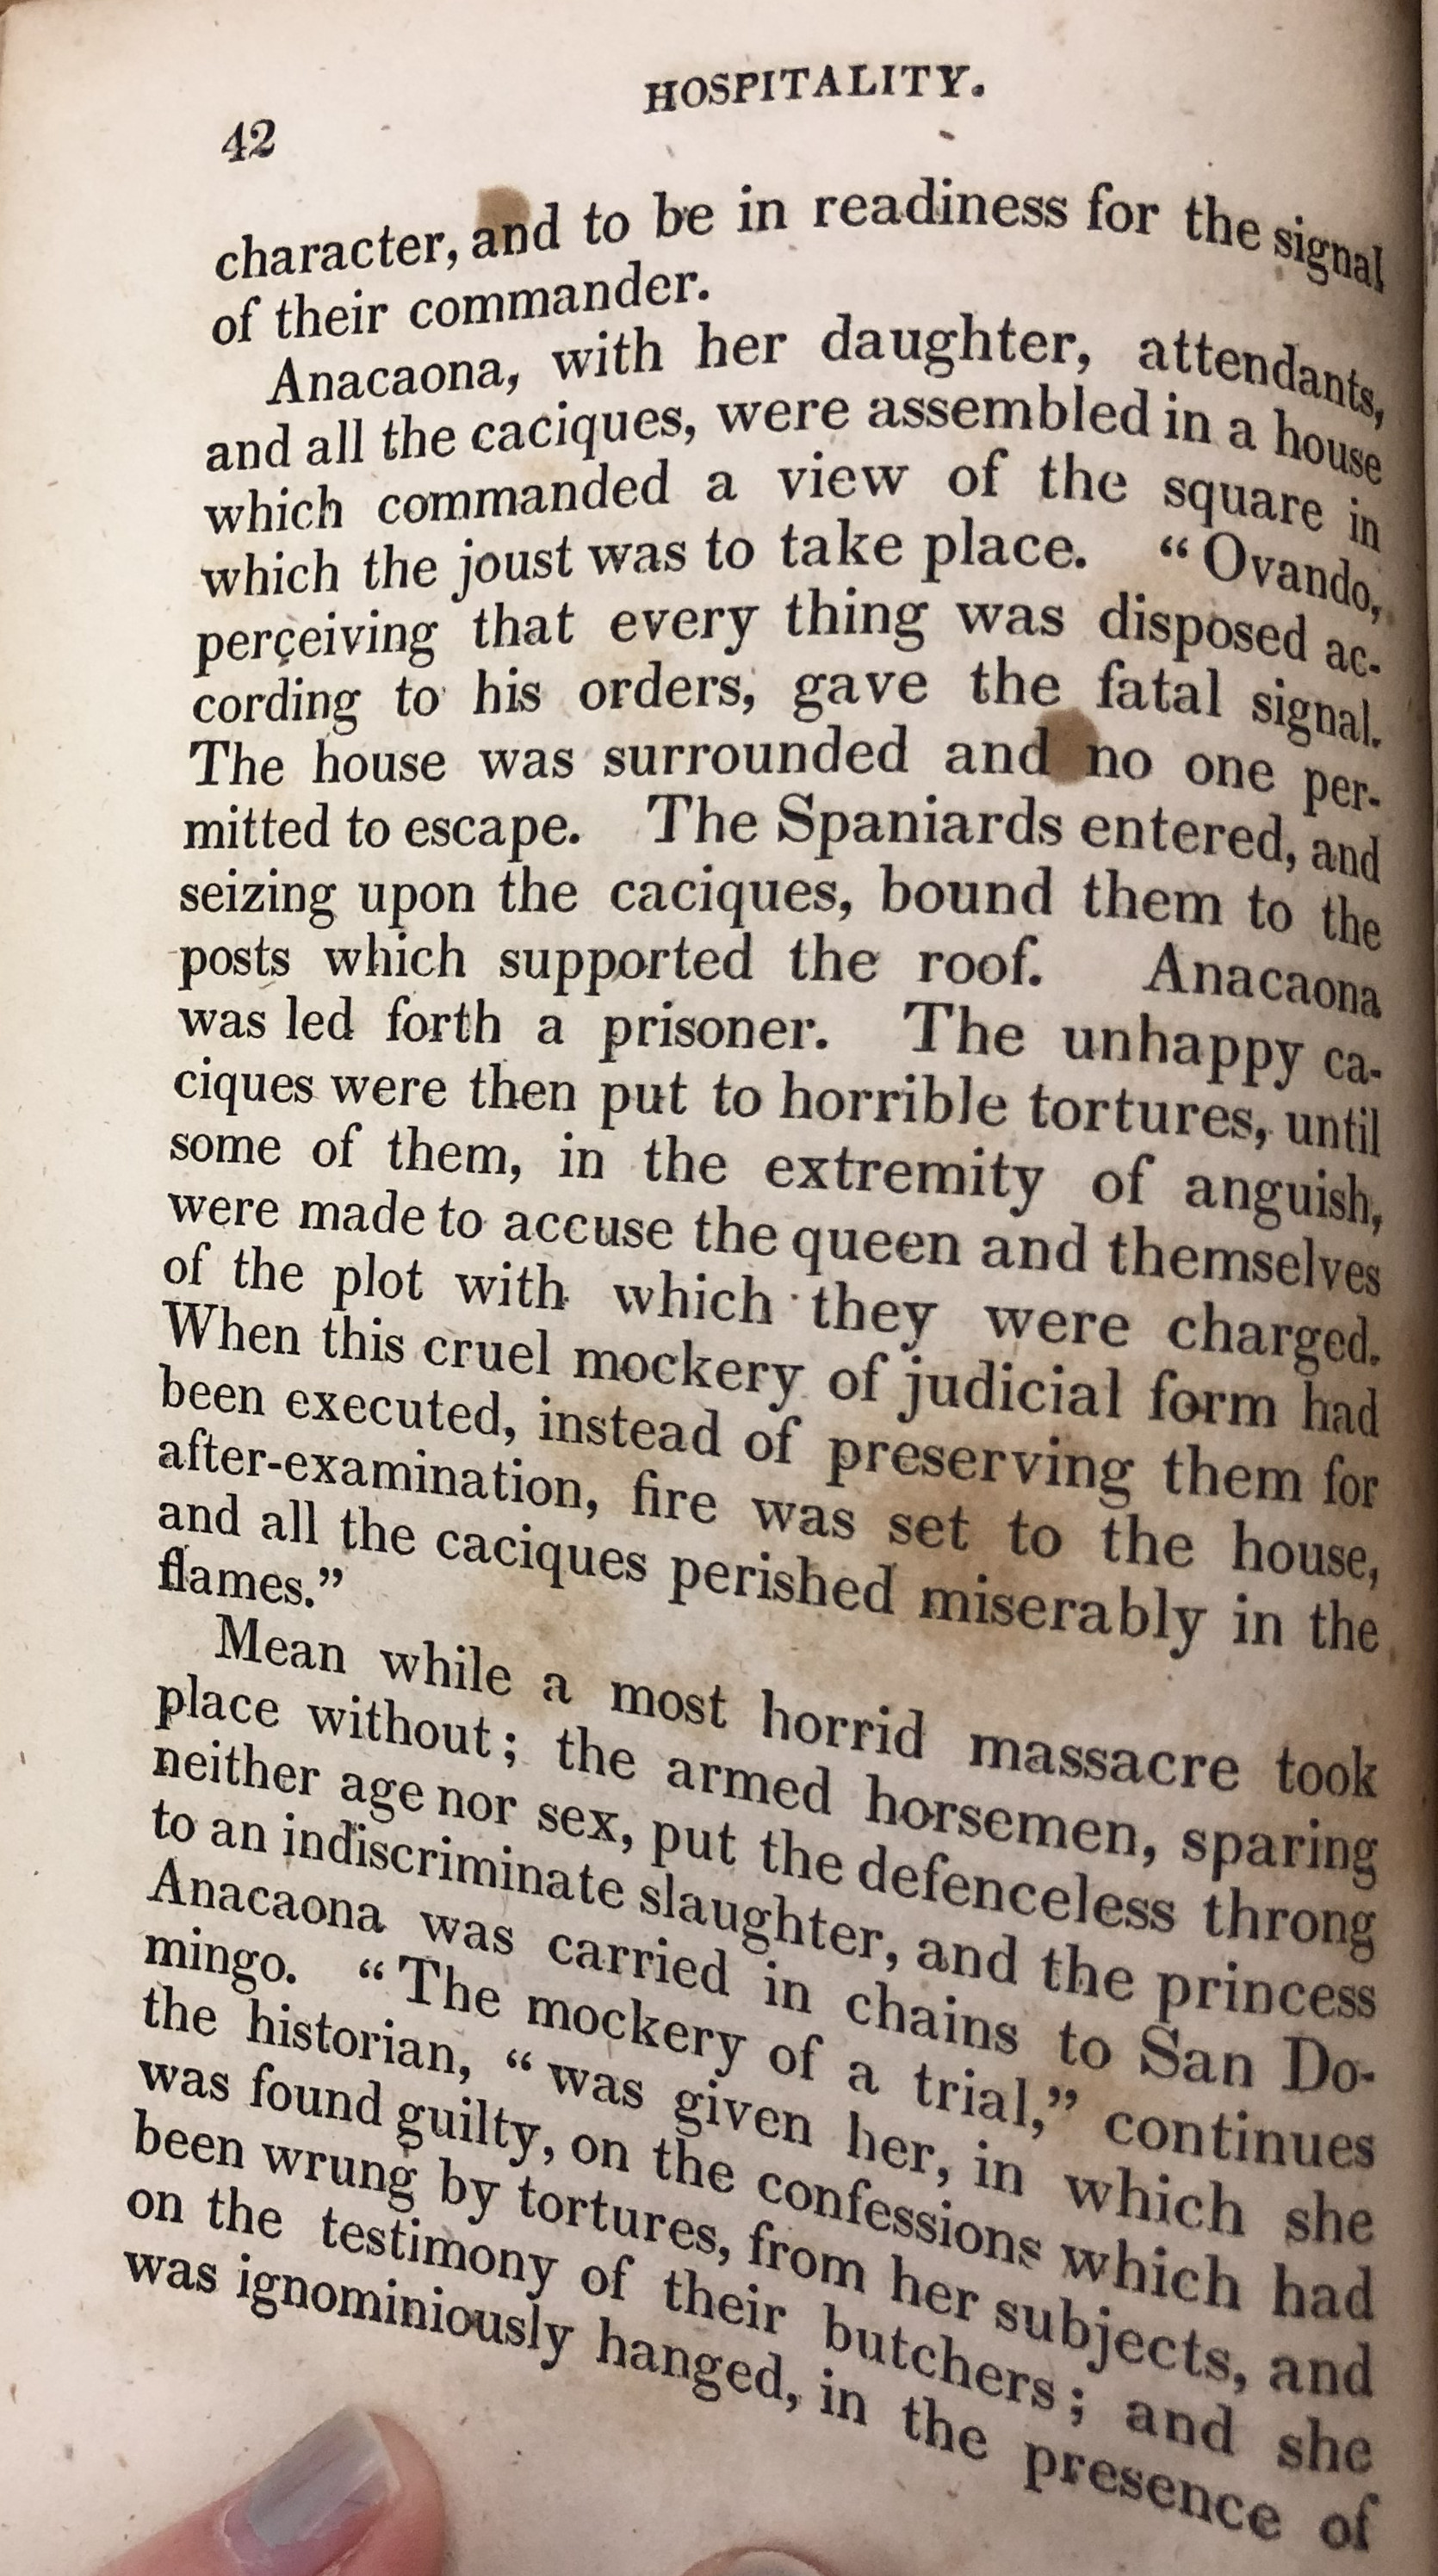 HOSPITALITY.
42
character, and to be in readiness for the signal
of their commander.
Anacaona, with her daughter, attendants,
and all the caciques, were assembled in a house
which commanded a view of the square in
which the joust was to take place. “Ovando,
perceiving that every thing was disposed ac-
cording to his orders, gave the fatal signal.
The house was surrounded and no one per-
mitted to escape. The Spaniards entered, and
seizing upon the caciques, bound them to the
posts which supported the roof. Anacaona
was led forth a prisoner. The unhappy ca-
ciques were then put to horrible tortures, until
some of them, in the extremity of anguish,
were made to accuse the queen and themselves
of the plot with which they were charged.
When this cruel mockery of judicial form had
been executed, instead of preserving them for
after-examination, fire was set to the house,
and all the caciques perished miserably in the
flames.”
Mean while a most horrid massacre took
place without; the armed horsemen, sparing
neither age nor sex, put the defenceless throng
to an indiscriminate slaughter, and the princess
Anacaona was carried in chains to San Do-
mingo. “The mockery of a trial,” continues
the historian, “was given her, in which she
was found guilty, on the confessions which had
been wrung by tortures, from her subjects, and
on the testimony of their butchers; and she
was ignominiously hanged, in the presence of